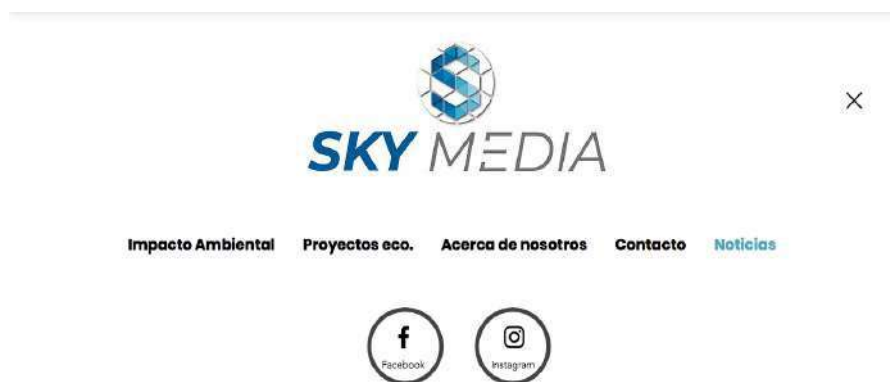 SKY MEDIA
Impacto Ambiental Proyectos eco. Acerca de nosotros Contacto Noticias
Facebook Instagram